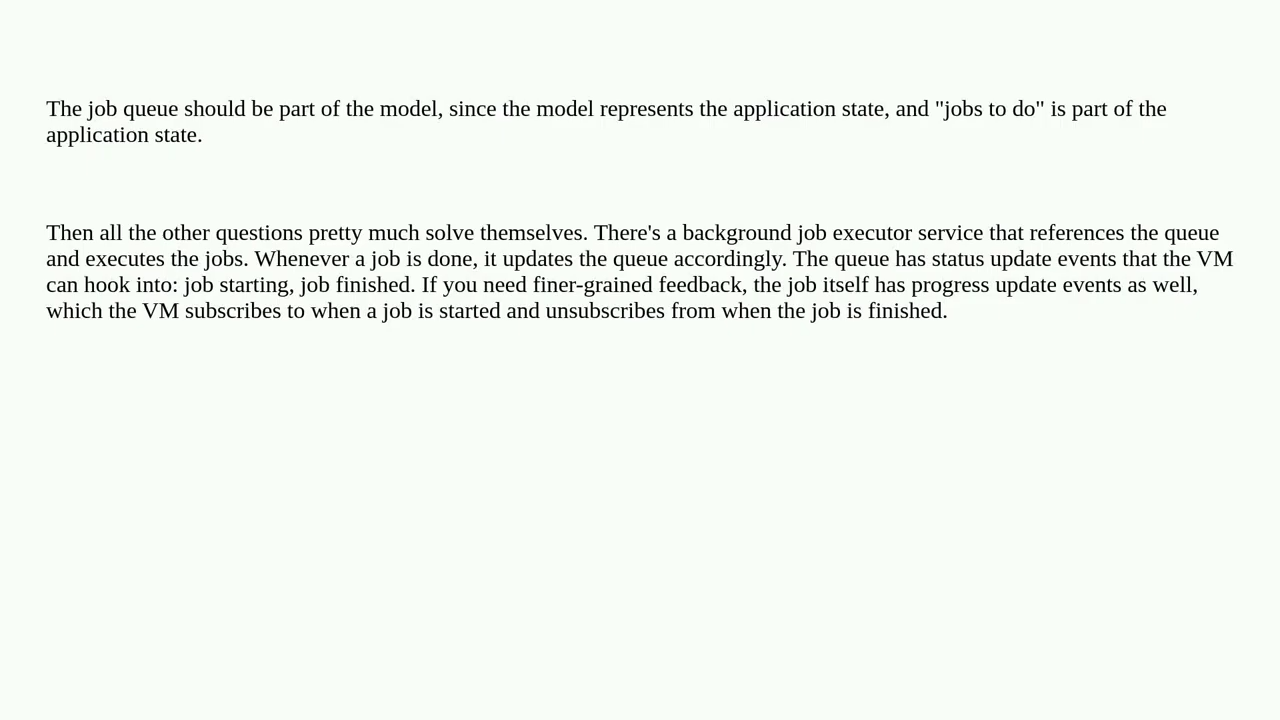 The job queue should be part of the model, since the model represents the application state, and "jobs to do" is part of the
application state.
Then all the other questions pretty much solve themselves. There's a background job executor service that references the queue
and executes the jobs. Whenever a job is done, it updates the queue accordingly. The queue has status update events that the VM
can hook into: job starting, job finished. If you need finer-grained feedback, the job itself has progress update events as well,
which the VM subscribes to when a job is started and unsubscribes from when the job is finished.